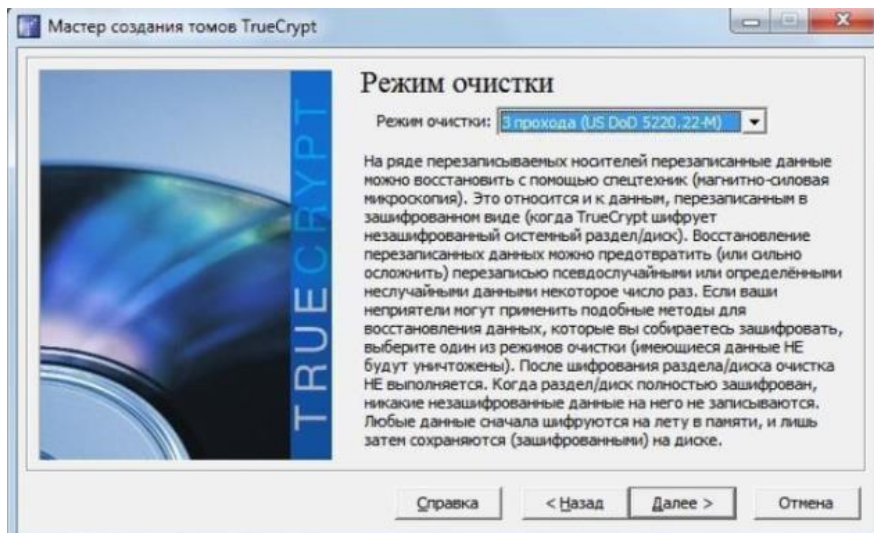 Мастер создания томов TrueCrypt
TRUECRYPT
Режим очистки
Режим очистки: 3 прохода (US DoD 5220.22-M)
На ряде перезаписываемых носителей перезаписанные данные
можно восстановить с помощью спецтехник (магнитно-силовая
микроскопия). Это относится и к данным, перезаписанным в
зашифрованном виде (когда TrueCrypt шифрует
незашифрованный системный раздел/диск). Восстановление
перезаписанных данных можно предотвратить (или сильно
осложнить) перезаписью псевдослучайными или определёнными
неслучайными данными некоторое число раз. Если ваши
неприятели могут применить подобные методы для
восстановления данных, которые вы собираетесь зашифровать,
выберите один из режимов очистки (имеющиеся данные НЕ
будут уничтожены). После шифрования раздела/диска очистка
НЕ выполняется. Когда раздел/диск полностью зашифрован,
никакие незашифрованные данные на него не записываются.
Любые данные сначала шифруются на лету в памяти, и лишь
затем сохраняются (зашифрованными) на диске.
Справка
< Назад
Далее >
Отмена